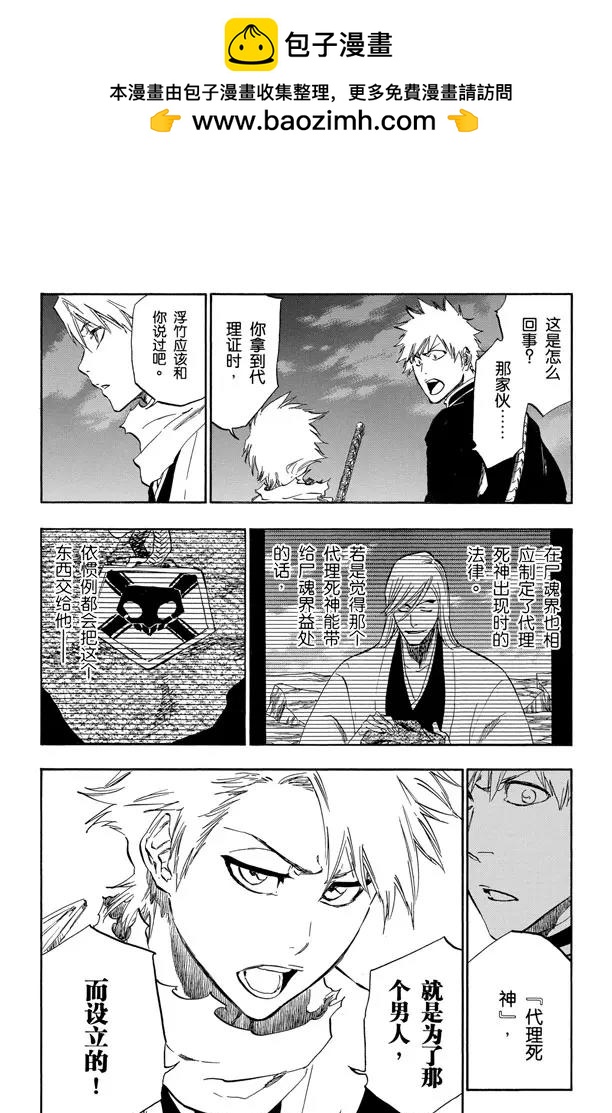 包子漫畫
本漫畫由包子漫畫收集整理，更多免費漫畫請訪問
👉 www.baozimh.com 👈
这是怎么
回事？
那家伙……
你拿到代
理证时，
浮竹应该和
你说过吧。
在尸魂界也相
应制定了代理
死神出现时的
法律。
若是觉得那个
代理死神能带
给尸魂界益处
的话，
依惯例都会把这个
东西交给他——
『代理死
神』，
就是为了那
个男人，
而设立的！